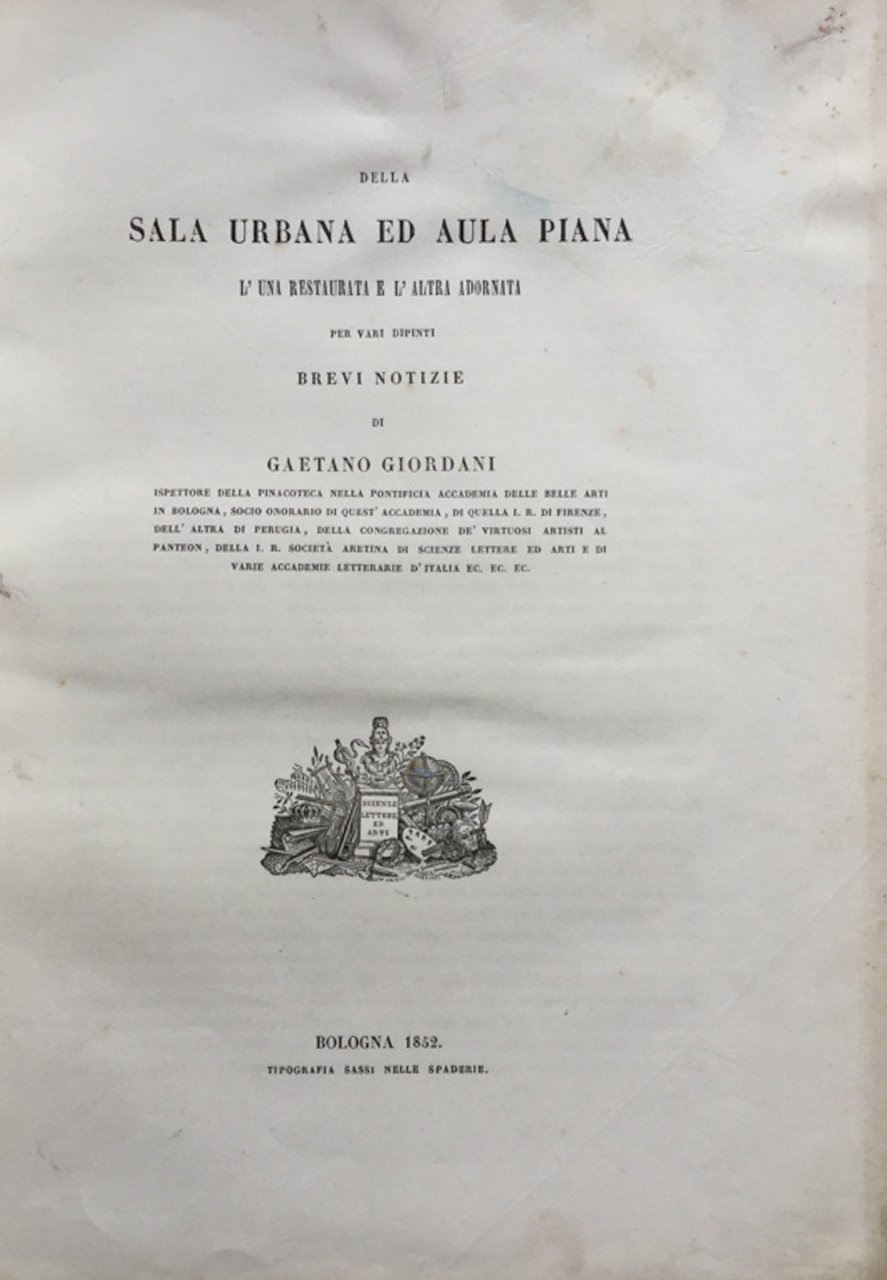 DELLA
SALA URBANA ED AULA PIANA
L' UNA RESTAURATA E L' ALTRA ADORNATA
PER VARI DIPINTI
BREVI NOTIZIE
DI
GAETANO GIORDANI
ISPETTORE DELLA PINACOTECA NELLA PONTIFICIA ACCADEMIA DELLE BELLE ARTI
IN BOLOGNA, SOCIO ONORARIO DI QUEST' ACCADEMIA, DI QUELLA I. R. DI FIRENZE,
DELL' ALTRA DI PERUGIA, DELLA CONGREGAZIONE DE' VIRTUOSI ARTISTI AL
PANTEON, DELLA I. R. SOCIETÀ ARETINA DI SCIENZE LETTERE ED ARTI E DI
VARIE ACCADEMIE LETTERARIE D'ITALIA EC. EC. EC.
SCIENZE
LETTERE
ED
ARTI
BOLOGNA 1852.
TIPOGRAFIA SASSI NELLE SPADERIE.